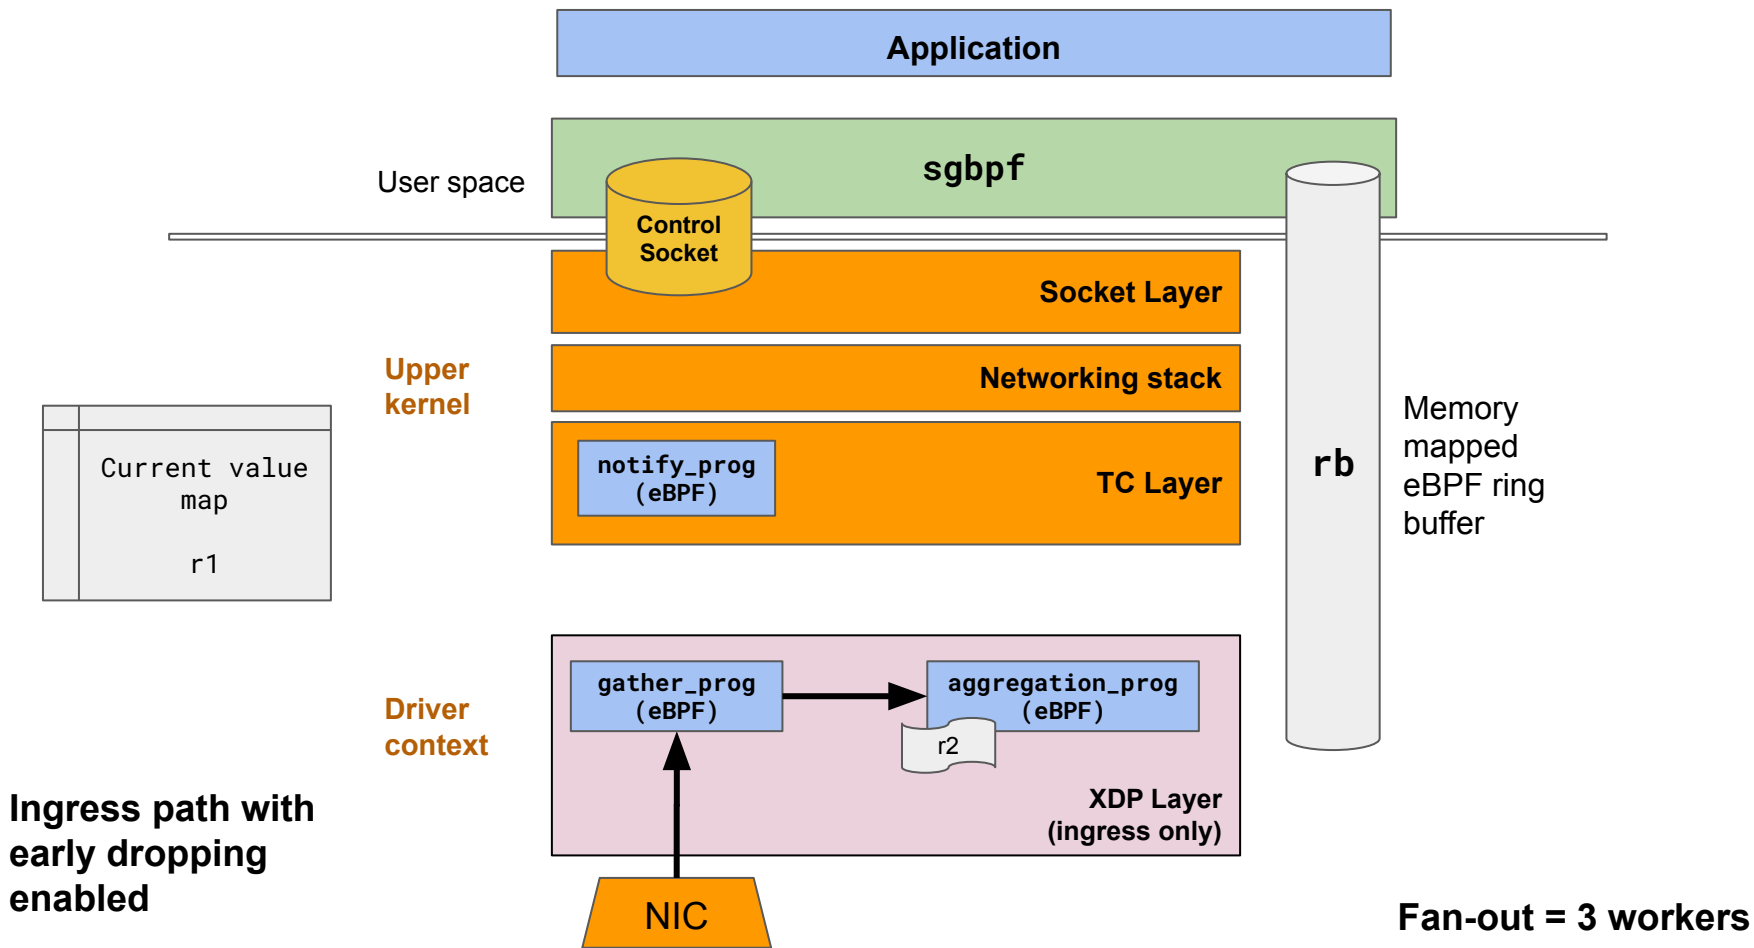 Application
sgbpf
User space
Control
Socket
Socket Layer
Upper
kernel
Networking stack
Current value
map
r1
notify_prog
(eBPF)
TC Layer
rb
Memory
mapped
eBPF ring
buffer
Driver
context
gather_prog
(eBPF)
aggregation_prog
(eBPF)
r2
XDP Layer
(ingress only)
Ingress path with
early dropping
enabled
NIC
Fan-out = 3 workers